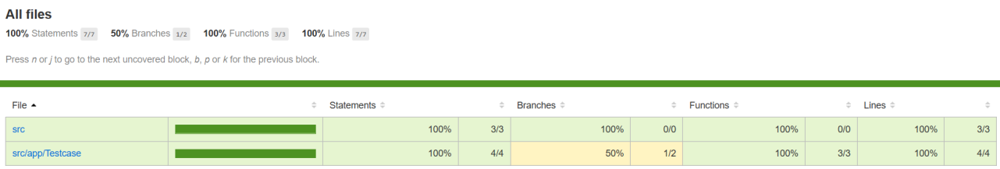 All files
100% Statements 7/7 50% Branches 1/2 100% Functions 3/3 100% Lines 7/7
Press n or j to go to the next uncovered block, b, p or k for the previous block.
File Statements Branches Functions Lines
src 100% 3/3 100% 0/0 100% 0/0 100% 3/3
src/app/Testcase 100% 4/4 50% 1/2 100% 3/3 100% 4/4